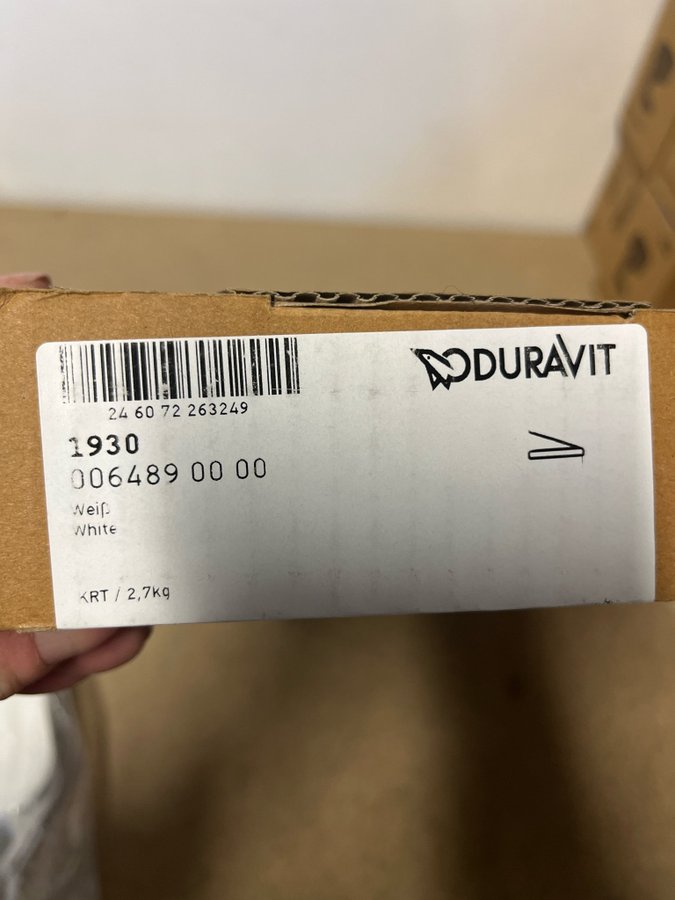 24 60 72 263249
DURAVIT
1930
006489 00 00
Weiß
White
KRT / 2,7kg